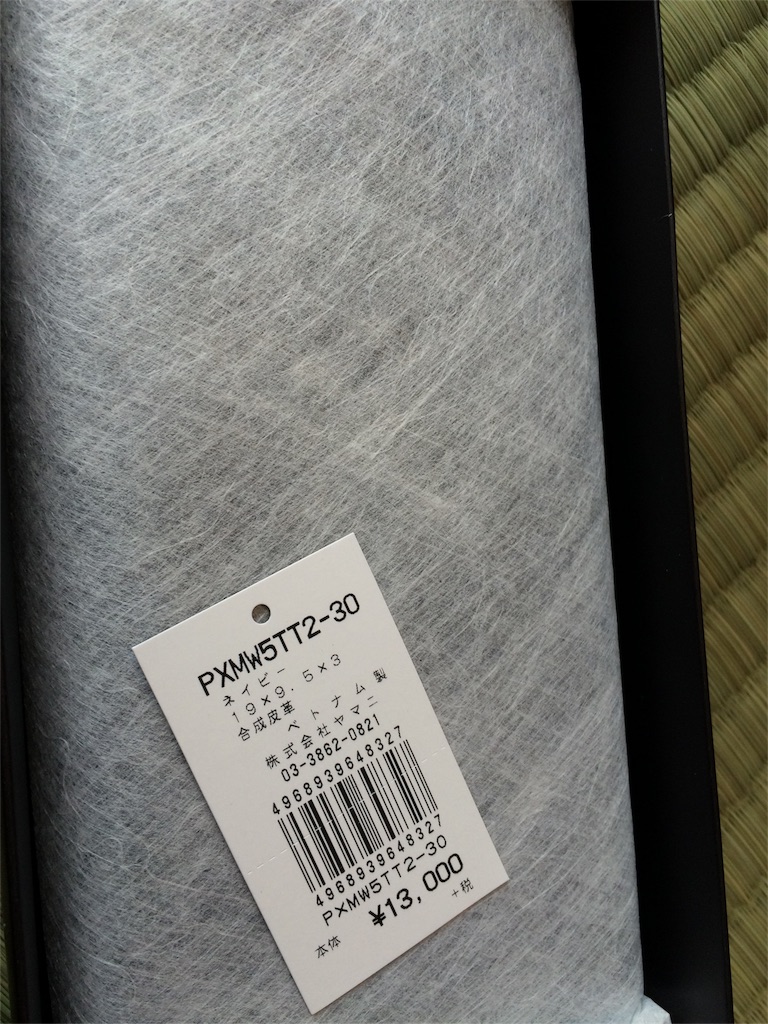 PXMW5TT2-30
ネイビー
19×9.5×3
合成皮革
ベトナム製
株式会社ヤマニ
03-3862-0821
4968939648327
4968939648327
PXMW5TT2-30
本体 ¥13,000 +税